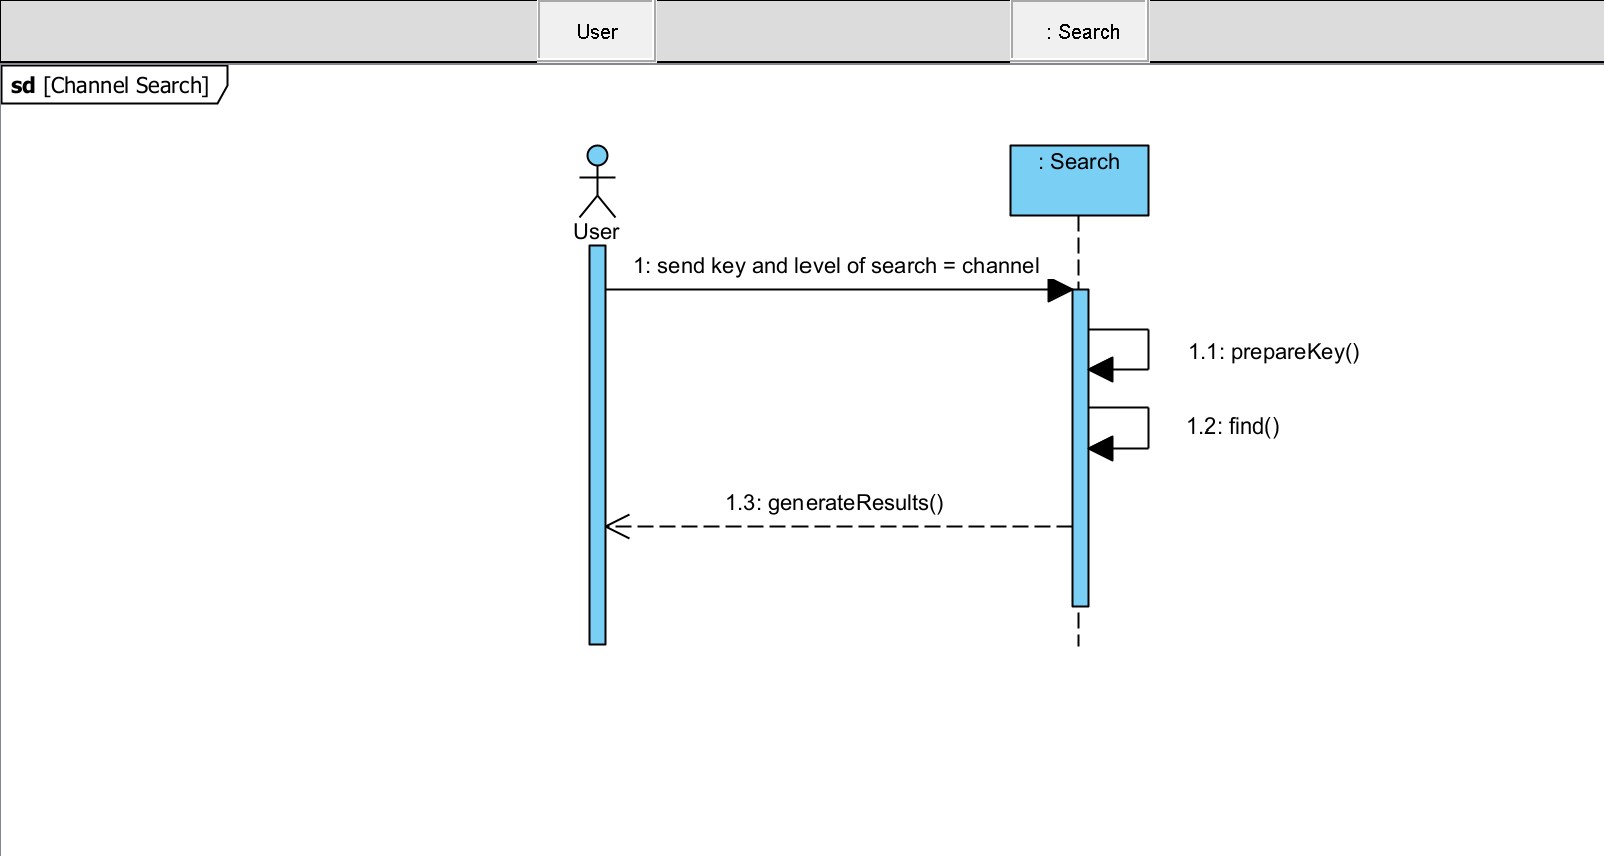 User
: Search
sd [Channel Search]
: Search
User
1: send key and level of search = channel
1.1: prepareKey()
1.2: find()
1.3: generateResults()